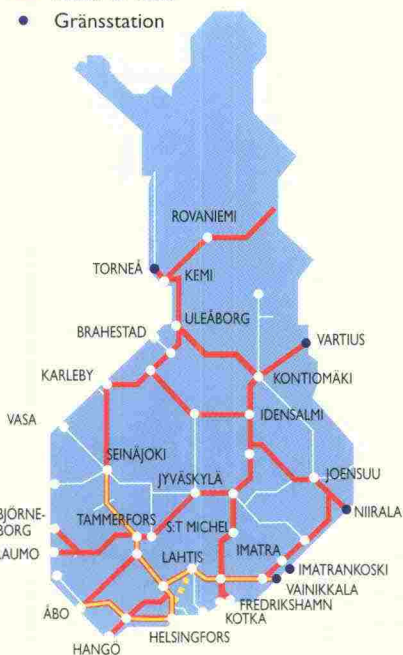 Gränsstation
ROVANIEMI
TORNEÅ
KEMI
ULEÅBORG
BRAHESTAD
VARTIUS
KARLEBY
KONTIOMÄKI
VASA
IDENSALMI
SEINÄJOKI
JYVÄSKYLÄ
JOENSUU
BJÖRNE-
BORG
TAMMERFORS
S:T MICHEL
NIIRALA
RAUMO
LAHTIS
IMATRA
IMATRANKOSKI
VAINIKKALA
ÅBO
FREDRIKSHAMN
KOTKA
HELSINGFORS
HANGÖ